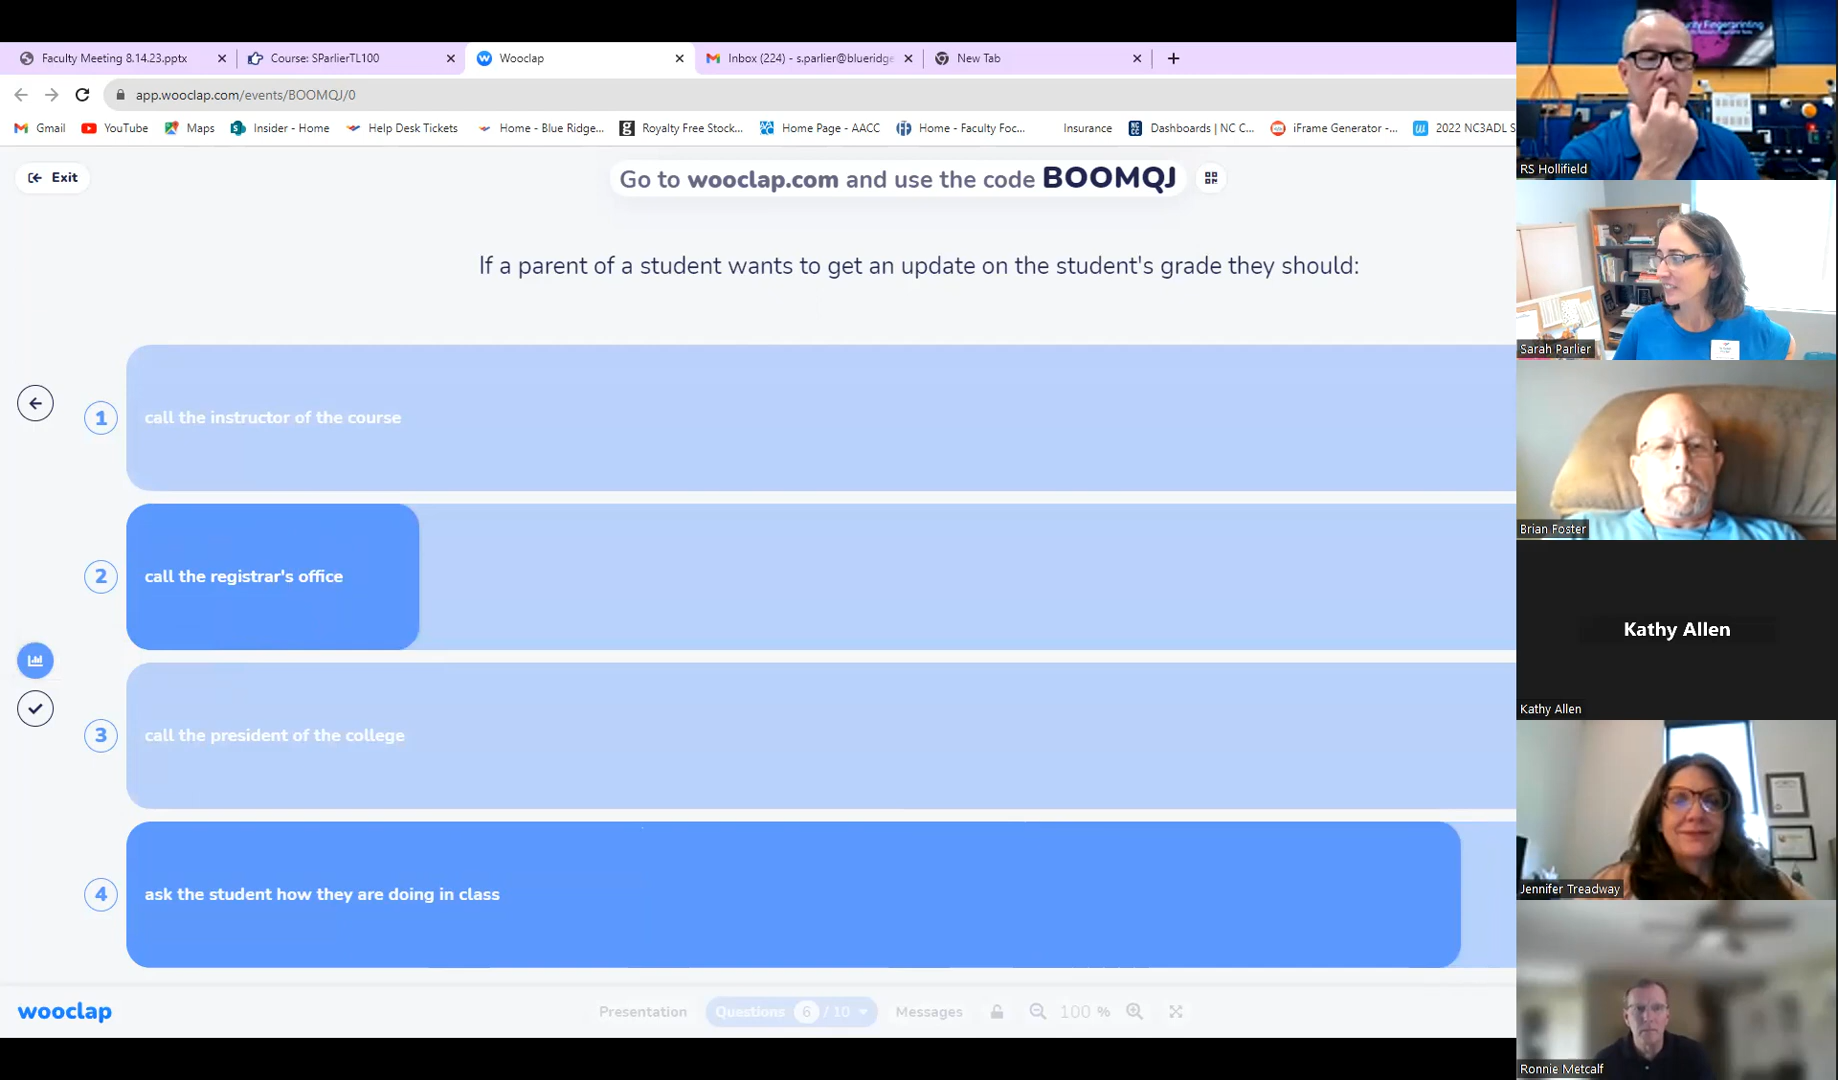 Faculty Meeting 8.14.23.pptx
Course: SParlierTL100
Wooclap
Inbox (224) - s.parlier@blueridge
New Tab
app.wooclap.com/events/BOOMQJ/0
Gmail
YouTube
Maps
Insider - Home
Help Desk Tickets
Home - Blue Ridge...
Royalty Free Stock...
Home Page - AACC
Home - Faculty Foc...
Insurance
Dashboards | NC C...
iFrame Generator -...
2022 NC3ADL S
Exit
Go to wooclap.com and use the code BOOMQJ
If a parent of a student wants to get an update on the student's grade they should:
1 call the instructor of the course
2 call the registrar's office
3 call the president of the college
4 ask the student how they are doing in class
wooclap
Presentation
Questions 6 / 10
Messages
100 %
Fingerprinting
RS Hollifield
Sarah Parlier
Brian Foster
Kathy Allen
Kathy Allen
Jennifer Treadway
Ronnie Metcalf